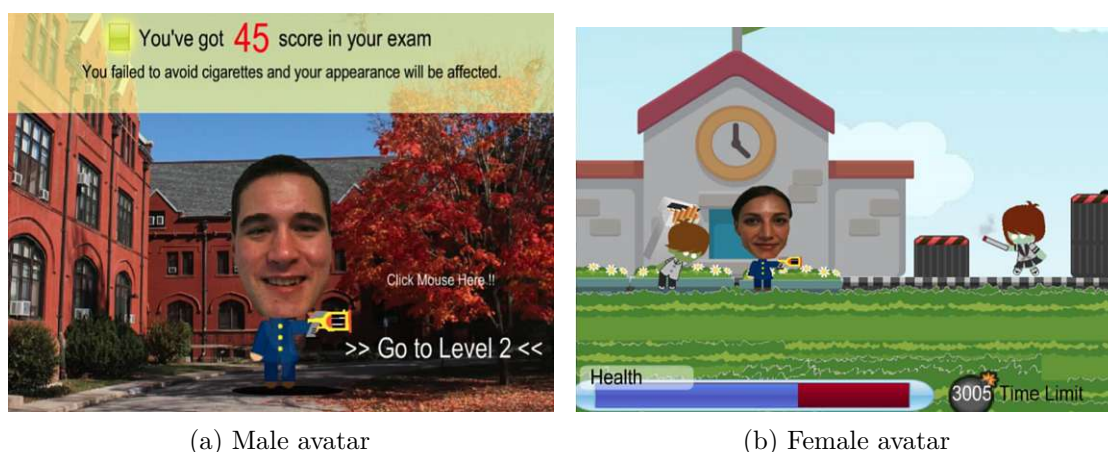 You've got 45 score in your exam
You failed to avoid cigarettes and your appearance will be affected.
Click Mouse Here !!
>> Go to Level 2 <<
(a) Male avatar
Health
3005 Time Limit
(b) Female avatar